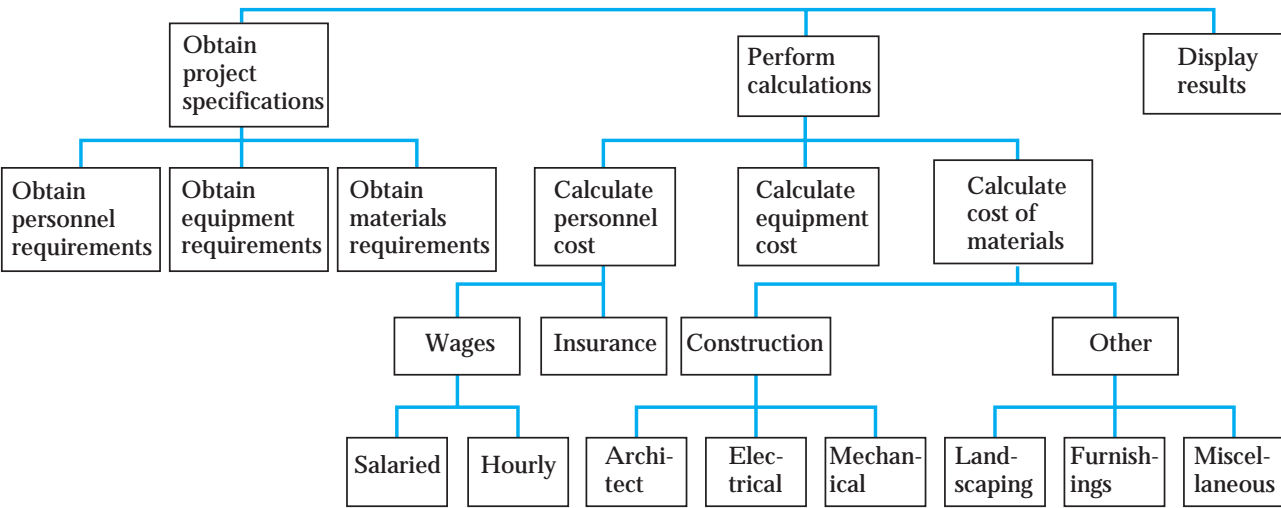 Obtain
project
specifications
Perform
calculations
Display
results
Obtain
personnel
requirements
Obtain
equipment
requirements
Obtain
materials
requirements
Calculate
personnel
cost
Calculate
equipment
cost
Calculate
cost of
materials
Wages
Insurance
Construction
Other
Salaried
Hourly
Archi-
tect
Elec-
trical
Mechan-
ical
Land-
scaping
Furnish-
ings
Miscel-
laneous